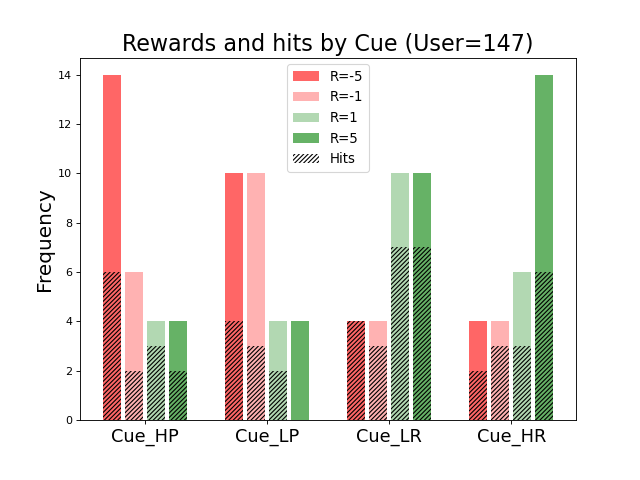 Rewards and hits by Cue (User=147)
R=-5
R=-1
R=1
R=5
Hits
Frequency
14
12
10
8
6
4
2
0
Cue_HP
Cue_LP
Cue_LR
Cue_HR